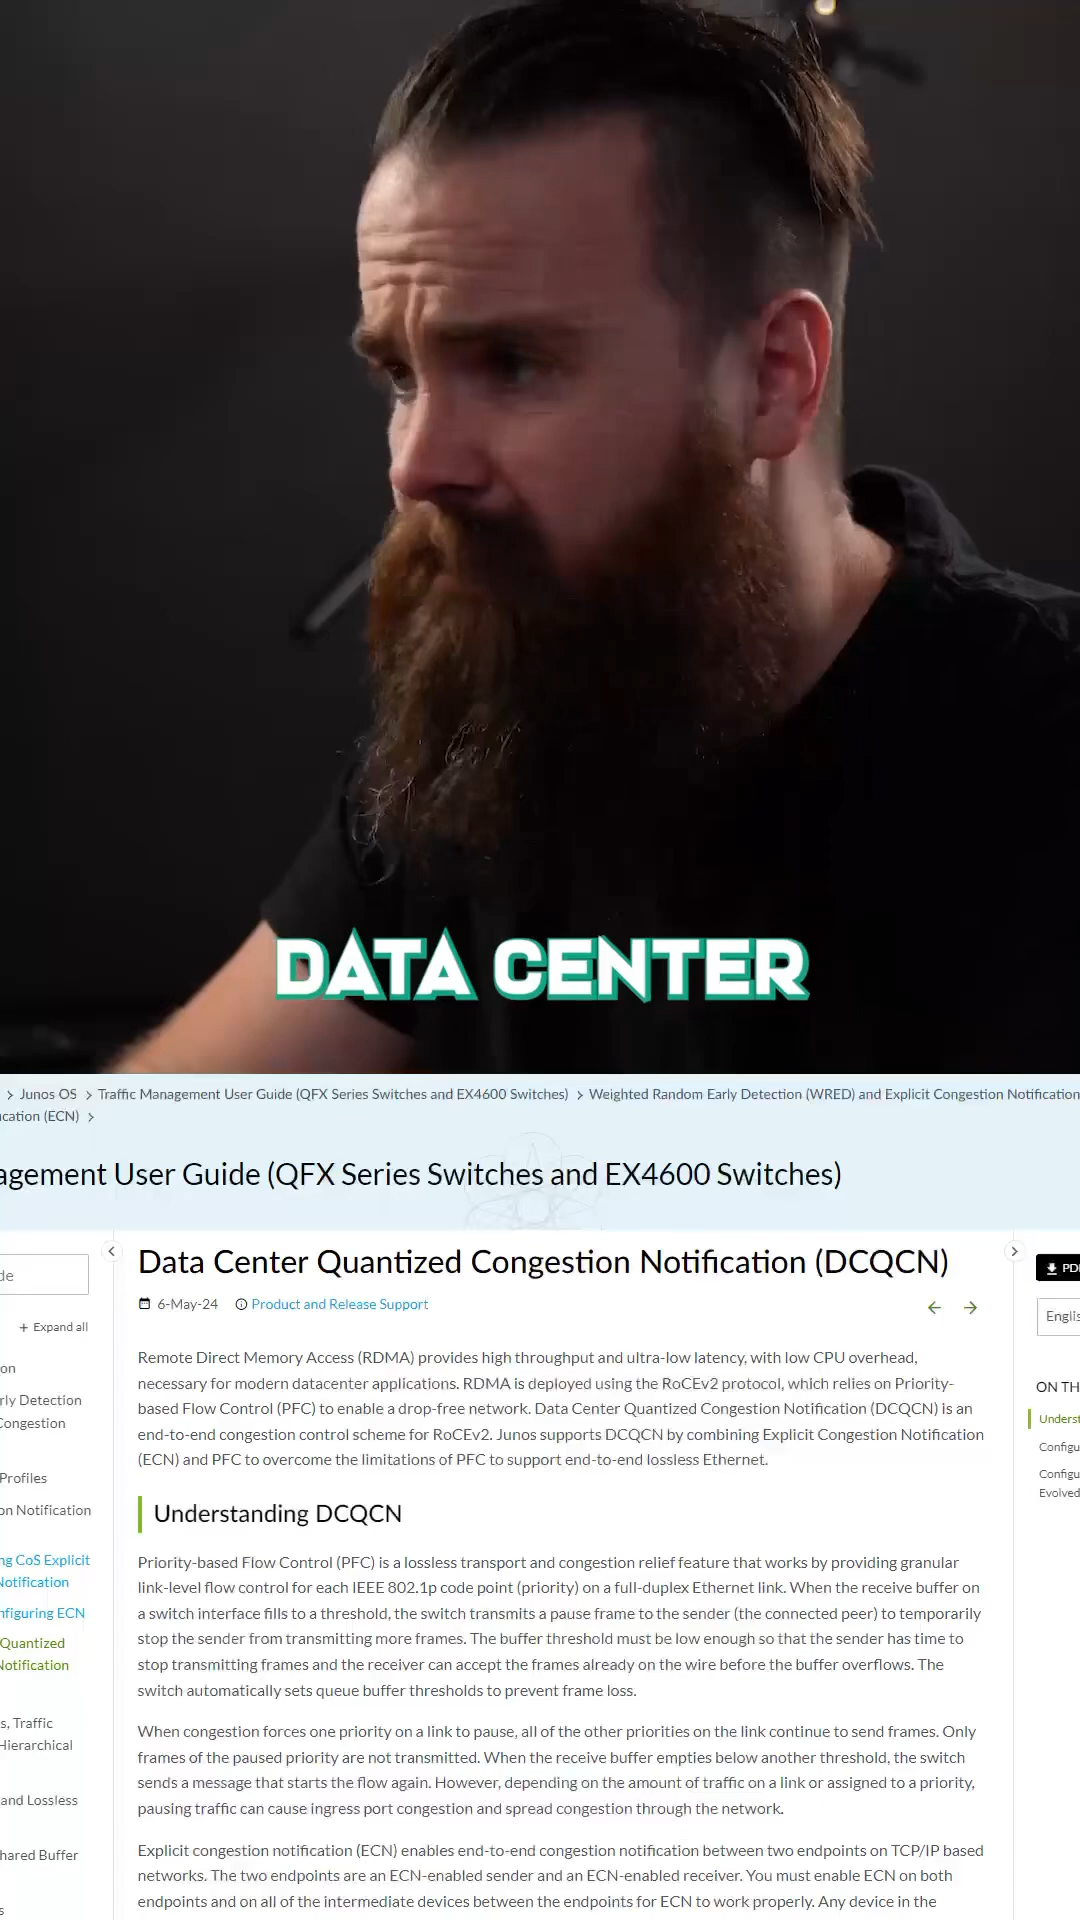 DATA CENTER
> Junos OS > Traffic Management User Guide (QFX Series Switches and EX4600 Switches) > Weighted Random Early Detection (WRED) and Explicit Congestion Notification
cation (ECN) >
agement User Guide (QFX Series Switches and EX4600 Switches)
de
+ Expand all
on
rly Detection
Congestion
Profiles
on Notification
ng CoS Explicit
Notification
nfiguring ECN
Quantized
Notification
s, Traffic
Hierarchical
and Lossless
hared Buffer
s
Data Center Quantized Congestion Notification (DCQCN)
6-May-24 Product and Release Support
Remote Direct Memory Access (RDMA) provides high throughput and ultra-low latency, with low CPU overhead,
necessary for modern datacenter applications. RDMA is deployed using the RoCEv2 protocol, which relies on Priority-
based Flow Control (PFC) to enable a drop-free network. Data Center Quantized Congestion Notification (DCQCN) is an
end-to-end congestion control scheme for RoCEv2. Junos supports DCQCN by combining Explicit Congestion Notification
(ECN) and PFC to overcome the limitations of PFC to support end-to-end lossless Ethernet.
Understanding DCQCN
Priority-based Flow Control (PFC) is a lossless transport and congestion relief feature that works by providing granular
link-level flow control for each IEEE 802.1p code point (priority) on a full-duplex Ethernet link. When the receive buffer on
a switch interface fills to a threshold, the switch transmits a pause frame to the sender (the connected peer) to temporarily
stop the sender from transmitting more frames. The buffer threshold must be low enough so that the sender has time to
stop transmitting frames and the receiver can accept the frames already on the wire before the buffer overflows. The
switch automatically sets queue buffer thresholds to prevent frame loss.
When congestion forces one priority on a link to pause, all of the other priorities on the link continue to send frames. Only
frames of the paused priority are not transmitted. When the receive buffer empties below another threshold, the switch
sends a message that starts the flow again. However, depending on the amount of traffic on a link or assigned to a priority,
pausing traffic can cause ingress port congestion and spread congestion through the network.
Explicit congestion notification (ECN) enables end-to-end congestion notification between two endpoints on TCP/IP based
networks. The two endpoints are an ECN-enabled sender and an ECN-enabled receiver. You must enable ECN on both
endpoints and on all of the intermediate devices between the endpoints for ECN to work properly. Any device in the
PD
Englis
ON TH
Underst
Configu
Configu
Evolved